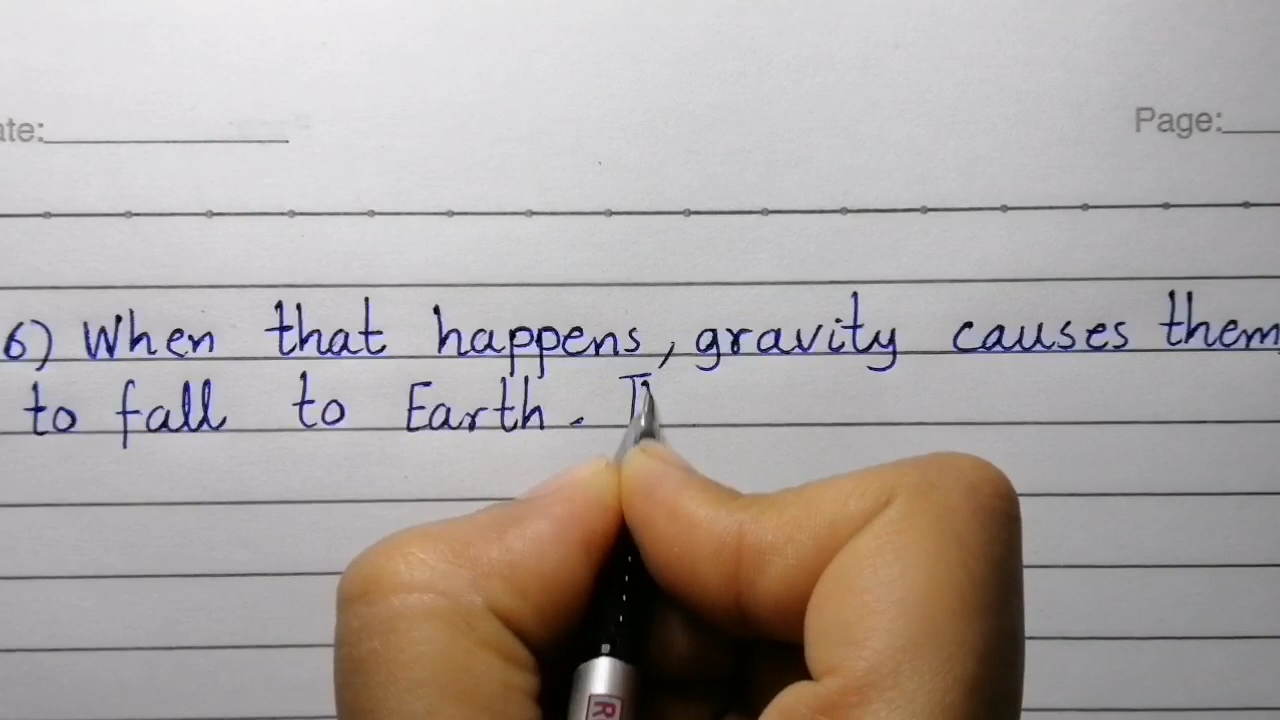 ate:
Page:
6) When that happens, gravity causes them
to fall to Earth.
R